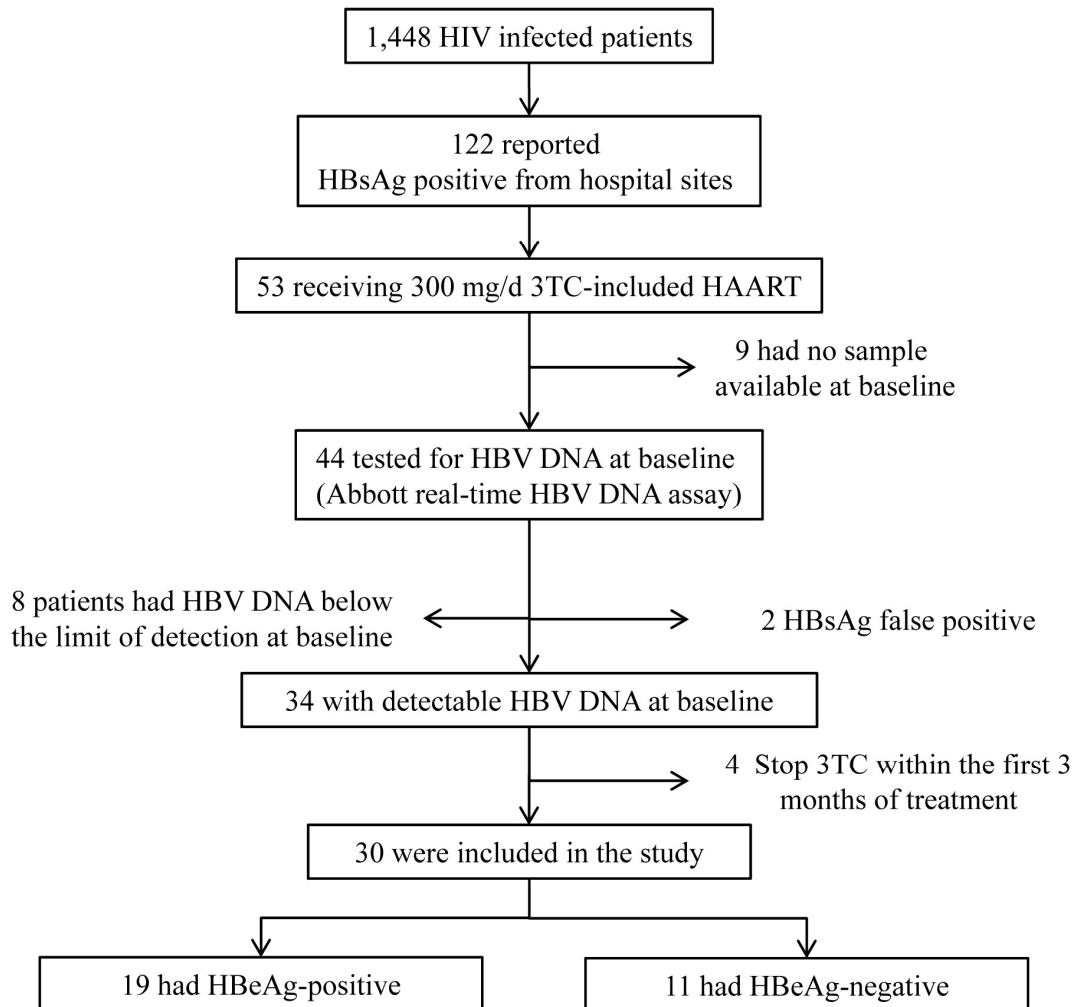 1,448 HIV infected patients
122 reported
HBsAg positive from hospital sites
53 receiving 300 mg/d 3TC-included HAART
9 had no sample
available at baseline
44 tested for HBV DNA at baseline
(Abbott real-time HBV DNA assay)
8 patients had HBV DNA below
the limit of detection at baseline
2 HBsAg false positive
34 with detectable HBV DNA at baseline
4 Stop 3TC within the first 3
months of treatment
30 were included in the study
19 had HBeAg-positive
11 had HBeAg-negative